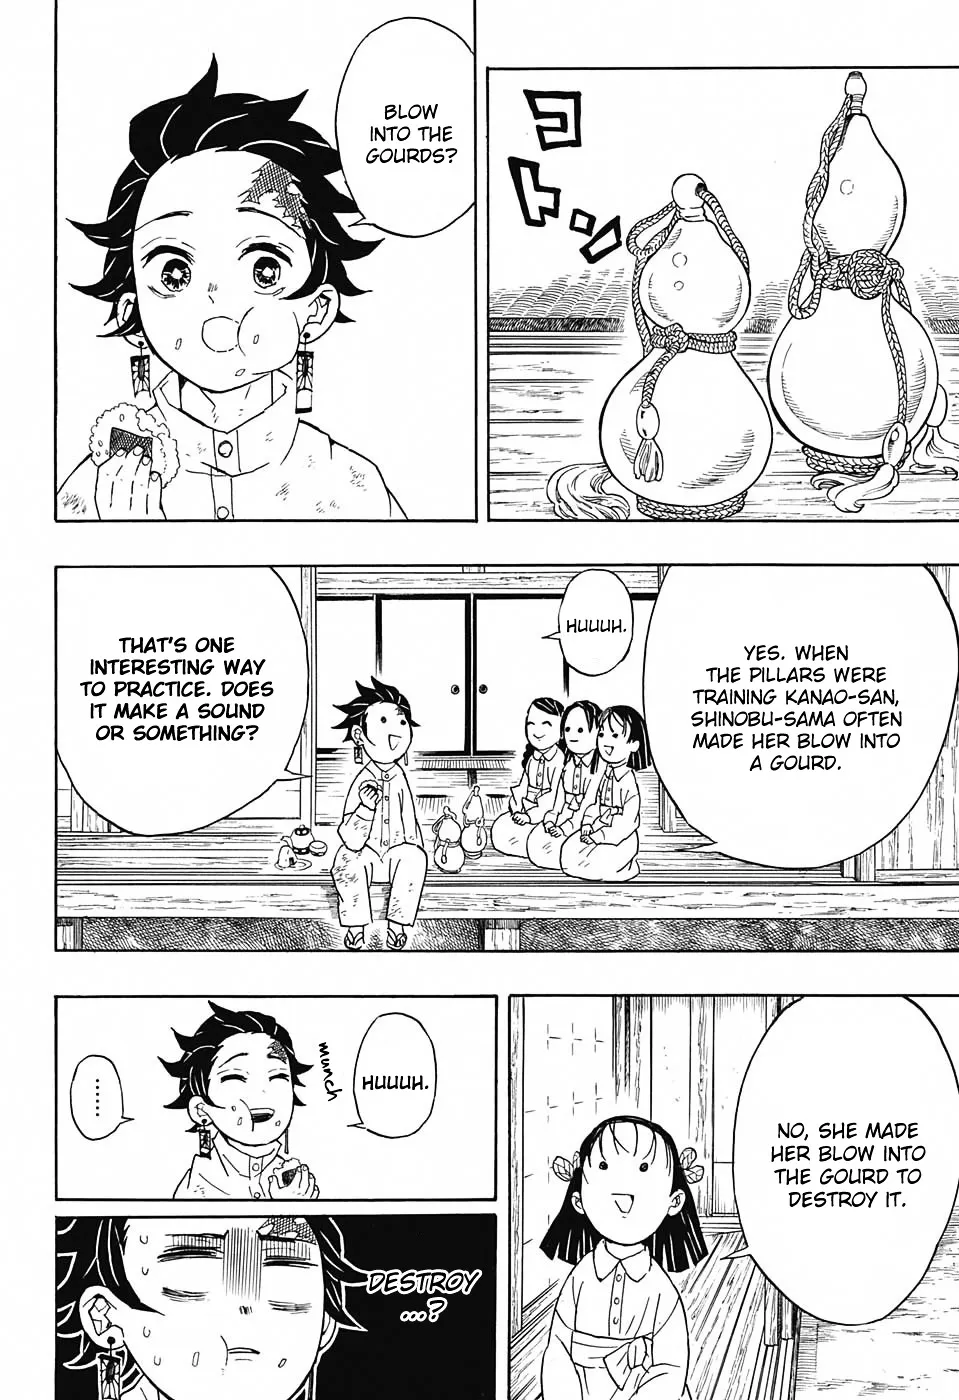 コトン
BLOW
INTO THE
GOURDS?
YES. WHEN
THE PILLARS WERE
TRAINING KANAO-SAN,
SHINOBU-SAMA OFTEN
MADE HER BLOW INTO
A GOURD.
HUUUH.
THAT'S ONE
INTERESTING WAY
TO PRACTICE. DOES
IT MAKE A SOUND
OR SOMETHING?
NO, SHE MADE
HER BLOW INTO
THE GOURD TO
DESTROY IT.
HUUUH.
munch
......
DESTROY
...?